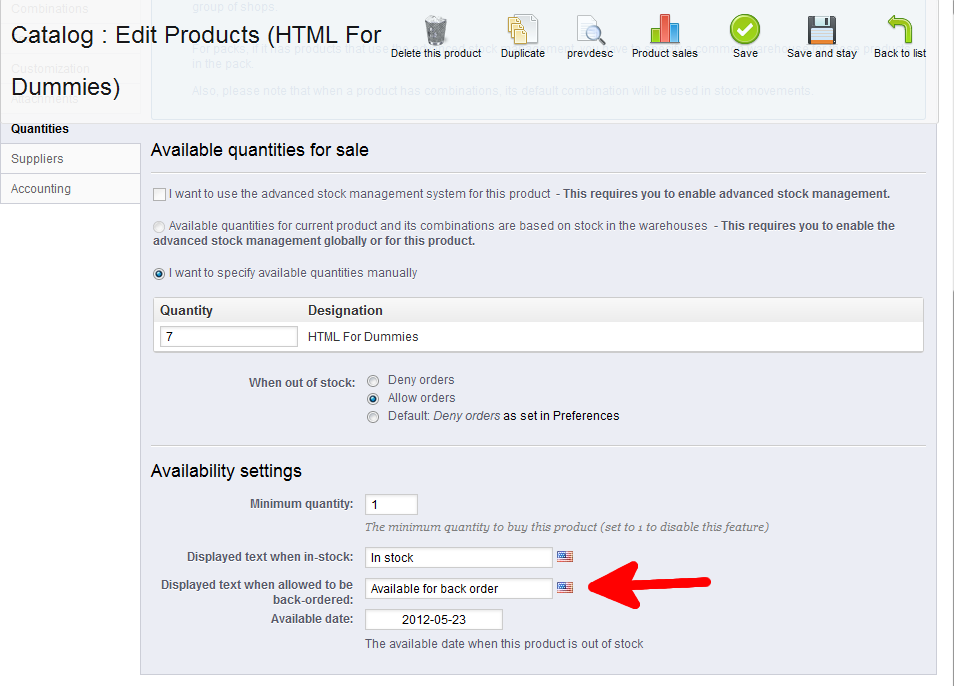 Combinations
group of shops.
Catalog : Edit Products (HTML For
Dummies)
Delete this product
Duplicate
prevdesc
Product sales
Save
Save and stay
Back to list
Customization
in the pack.
Attachments
Also, please note that when a product has combinations, its default combination will be used in stock movements.
Quantities
Suppliers
Accounting
Available quantities for sale
I want to use the advanced stock management system for this product - This requires you to enable advanced stock management.
Available quantities for current product and its combinations are based on stock in the warehouses - This requires you to enable the
advanced stock management globally or for this product.
I want to specify available quantities manually
Quantity Designation
7 HTML For Dummies
When out of stock: Deny orders
Allow orders
Default: Deny orders as set in Preferences
Availability settings
Minimum quantity: 1
The minimum quantity to buy this product (set to 1 to disable this feature)
Displayed text when in-stock: In stock
Displayed text when allowed to be
back-ordered: Available for back order
Available date: 2012-05-23
The available date when this product is out of stock